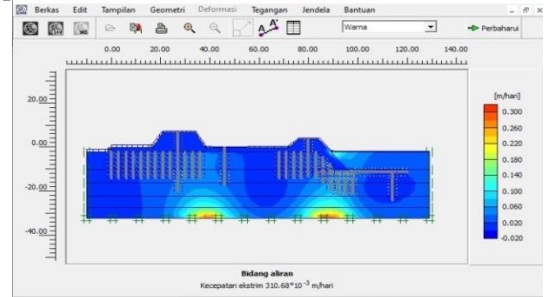 Berkas Edit Tampilan Geometri Deformasi Tegangan Jendela Bantuan
Warna Perbaharui
0.00 20.00 40.00 60.00 80.00 100.00 120.00 140.00
20.00
0.00
-20.00
-40.00
[m/hari]
0.300
0.260
0.220
0.180
0.140
0.100
0.060
0.020
-0.020
Bidang aliran
Kecepatan ekstrim 310.68*10⁻³ m/hari